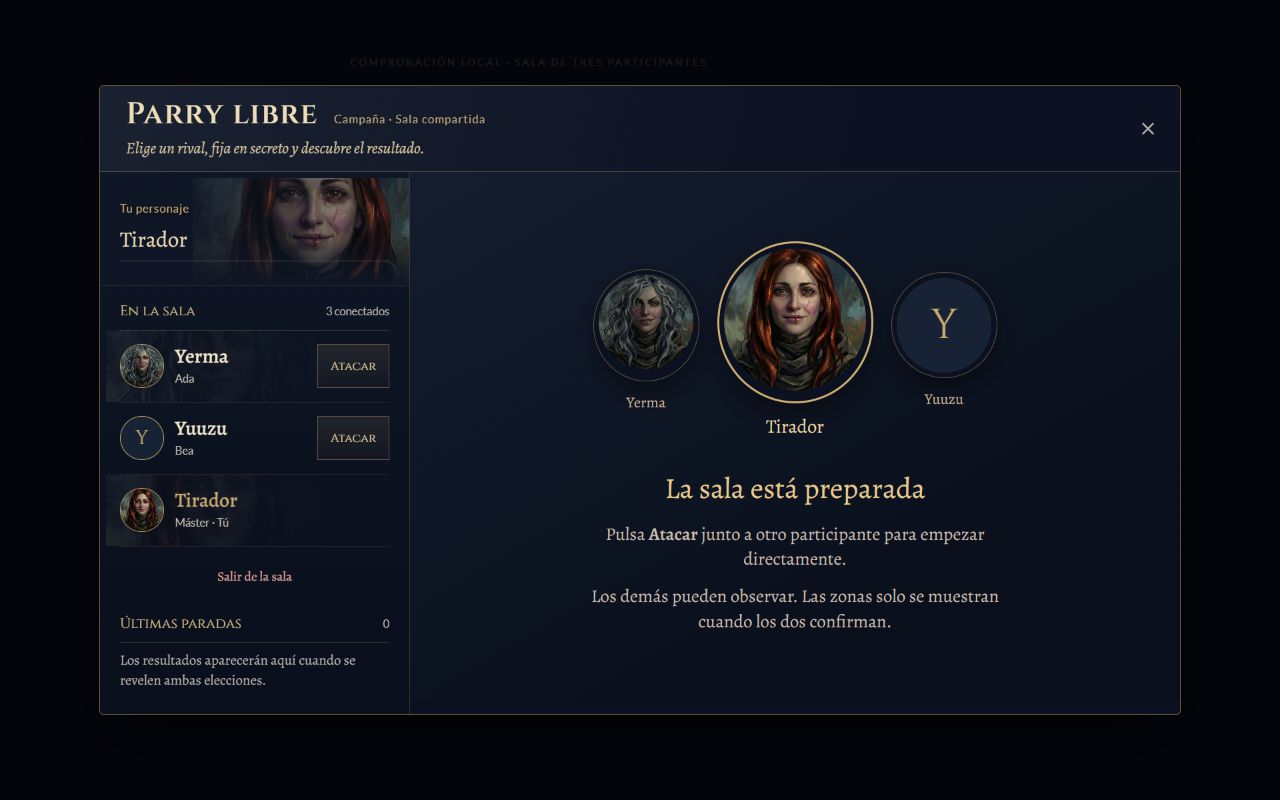 COMPROBACIÓN LOCAL · SALA DE TRES PARTICIPANTES
PARRY LIBRE
Campaña · Sala compartida
Elige un rival, fija en secreto y descubre el resultado.
×
Tu personaje
Tirador
EN LA SALA
3 conectados
Yerma
Ada
ATACAR
Y
Yuuzu
Bea
ATACAR
Tirador
Máster · Tú
Salir de la sala
ÚLTIMAS PARADAS
0
Los resultados aparecerán aquí cuando se
revelen ambas elecciones.
Yerma
Tirador
Y
Yuuzu
La sala está preparada
Pulsa Atacar junto a otro participante para empezar
directamente.
Los demás pueden observar. Las zonas solo se muestran
cuando los dos confirman.